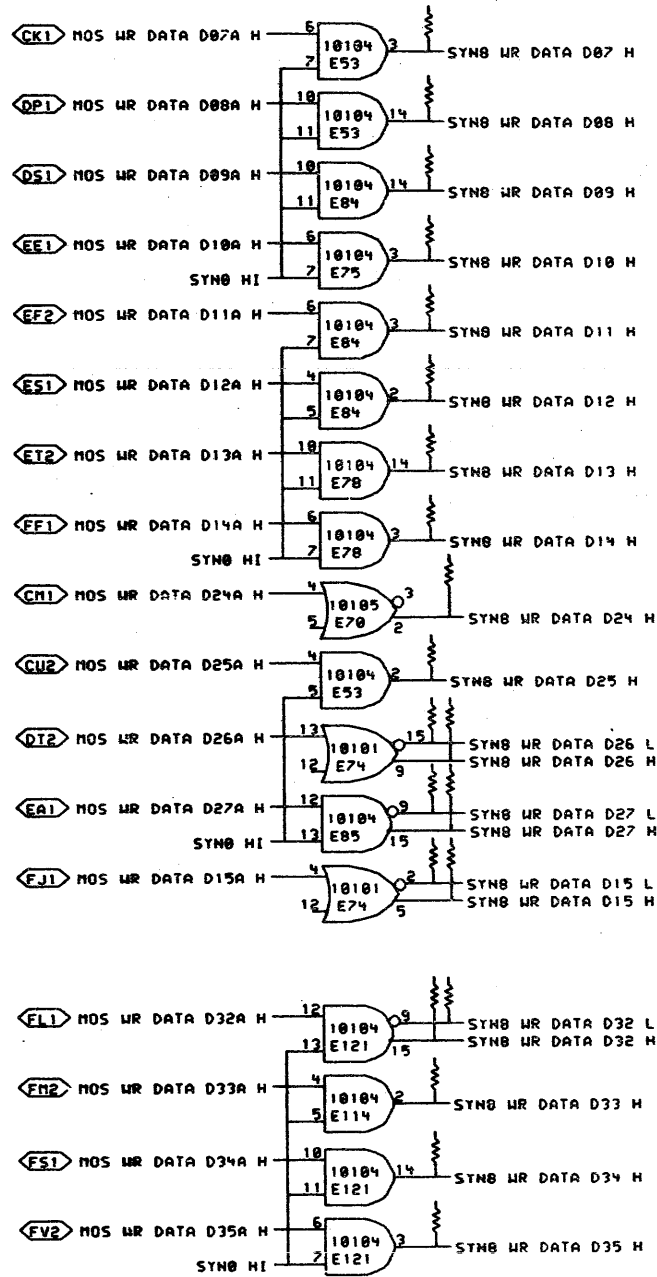 CK1 MOS WR DATA D07A H 6 10104 3 SYN8 WR DATA D07 H
7 E53
DP1 MOS WR DATA D08A H 10 10104 14 SYN8 WR DATA D08 H
11 E53
DS1 MOS WR DATA D09A H 10 10104 14 SYN8 WR DATA D09 H
11 E84
EE1 MOS WR DATA D10A H 6 10104 3 SYN8 WR DATA D10 H
SYN0 HI 7 E75
EF2 MOS WR DATA D11A H 6 10104 3 SYN8 WR DATA D11 H
7 E84
ES1 MOS WR DATA D12A H 4 10104 2 SYN8 WR DATA D12 H
5 E84
ET2 MOS WR DATA D13A H 10 10104 14 SYN8 WR DATA D13 H
11 E78
FF1 MOS WR DATA D14A H 6 10104 3 SYN8 WR DATA D14 H
SYN0 HI 7 E78
CM1 MOS WR DATA D24A H 4 10105 3
5 E70 2 SYN8 WR DATA D24 H
CU2 MOS WR DATA D25A H 4 10104 2 SYN8 WR DATA D25 H
5 E53
DT2 MOS WR DATA D26A H 13 10101 15 SYN8 WR DATA D26 L
12 E74 9 SYN8 WR DATA D26 H
EA1 MOS WR DATA D27A H 12 10104 9 SYN8 WR DATA D27 L
SYN0 HI 13 E85 15 SYN8 WR DATA D27 H
FJ1 MOS WR DATA D15A H 4 10101 2 SYN8 WR DATA D15 L
12 E74 5 SYN8 WR DATA D15 H
FL1 MOS WR DATA D32A H 12 10104 9 SYN8 WR DATA D32 L
13 E121 15 SYN8 WR DATA D32 H
FM2 MOS WR DATA D33A H 4 10104 2 SYN8 WR DATA D33 H
5 E114
FS1 MOS WR DATA D34A H 10 10104 14 SYN8 WR DATA D34 H
11 E121
FV2 MOS WR DATA D35A H 6 10104 3 SYN8 WR DATA D35 H
SYN0 HI 7 E121